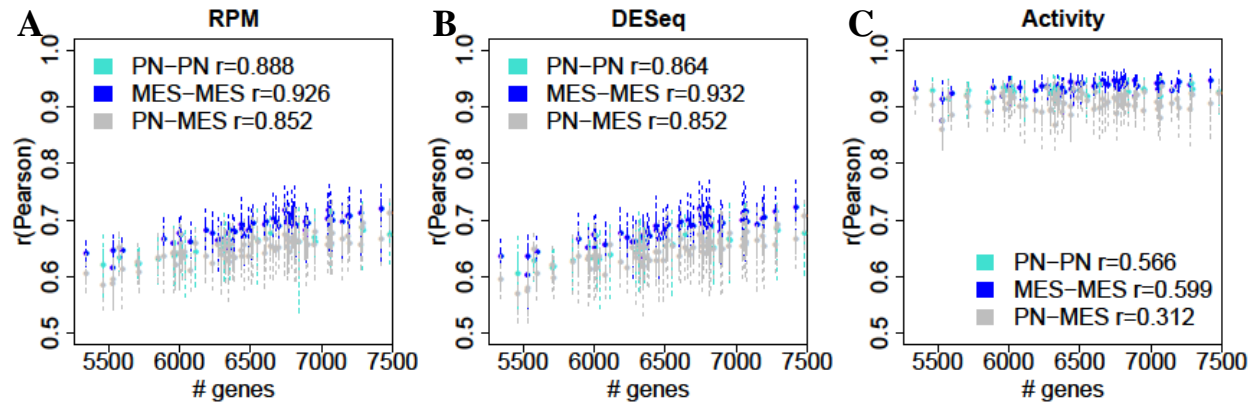 A
RPM
PN−PN r=0.888
MES−MES r=0.926
PN−MES r=0.852
r(Pearson)
1.0
0.9
0.8
0.7
0.6
0.5
5500
6000
6500
7000
7500
# genes
B
DESeq
PN−PN r=0.864
MES−MES r=0.932
PN−MES r=0.852
r(Pearson)
1.0
0.9
0.8
0.7
0.6
0.5
5500
6000
6500
7000
7500
# genes
C
Activity
r(Pearson)
1.0
0.9
0.8
0.7
0.6
0.5
PN−PN r=0.566
MES−MES r=0.599
PN−MES r=0.312
5500
6000
6500
7000
7500
# genes